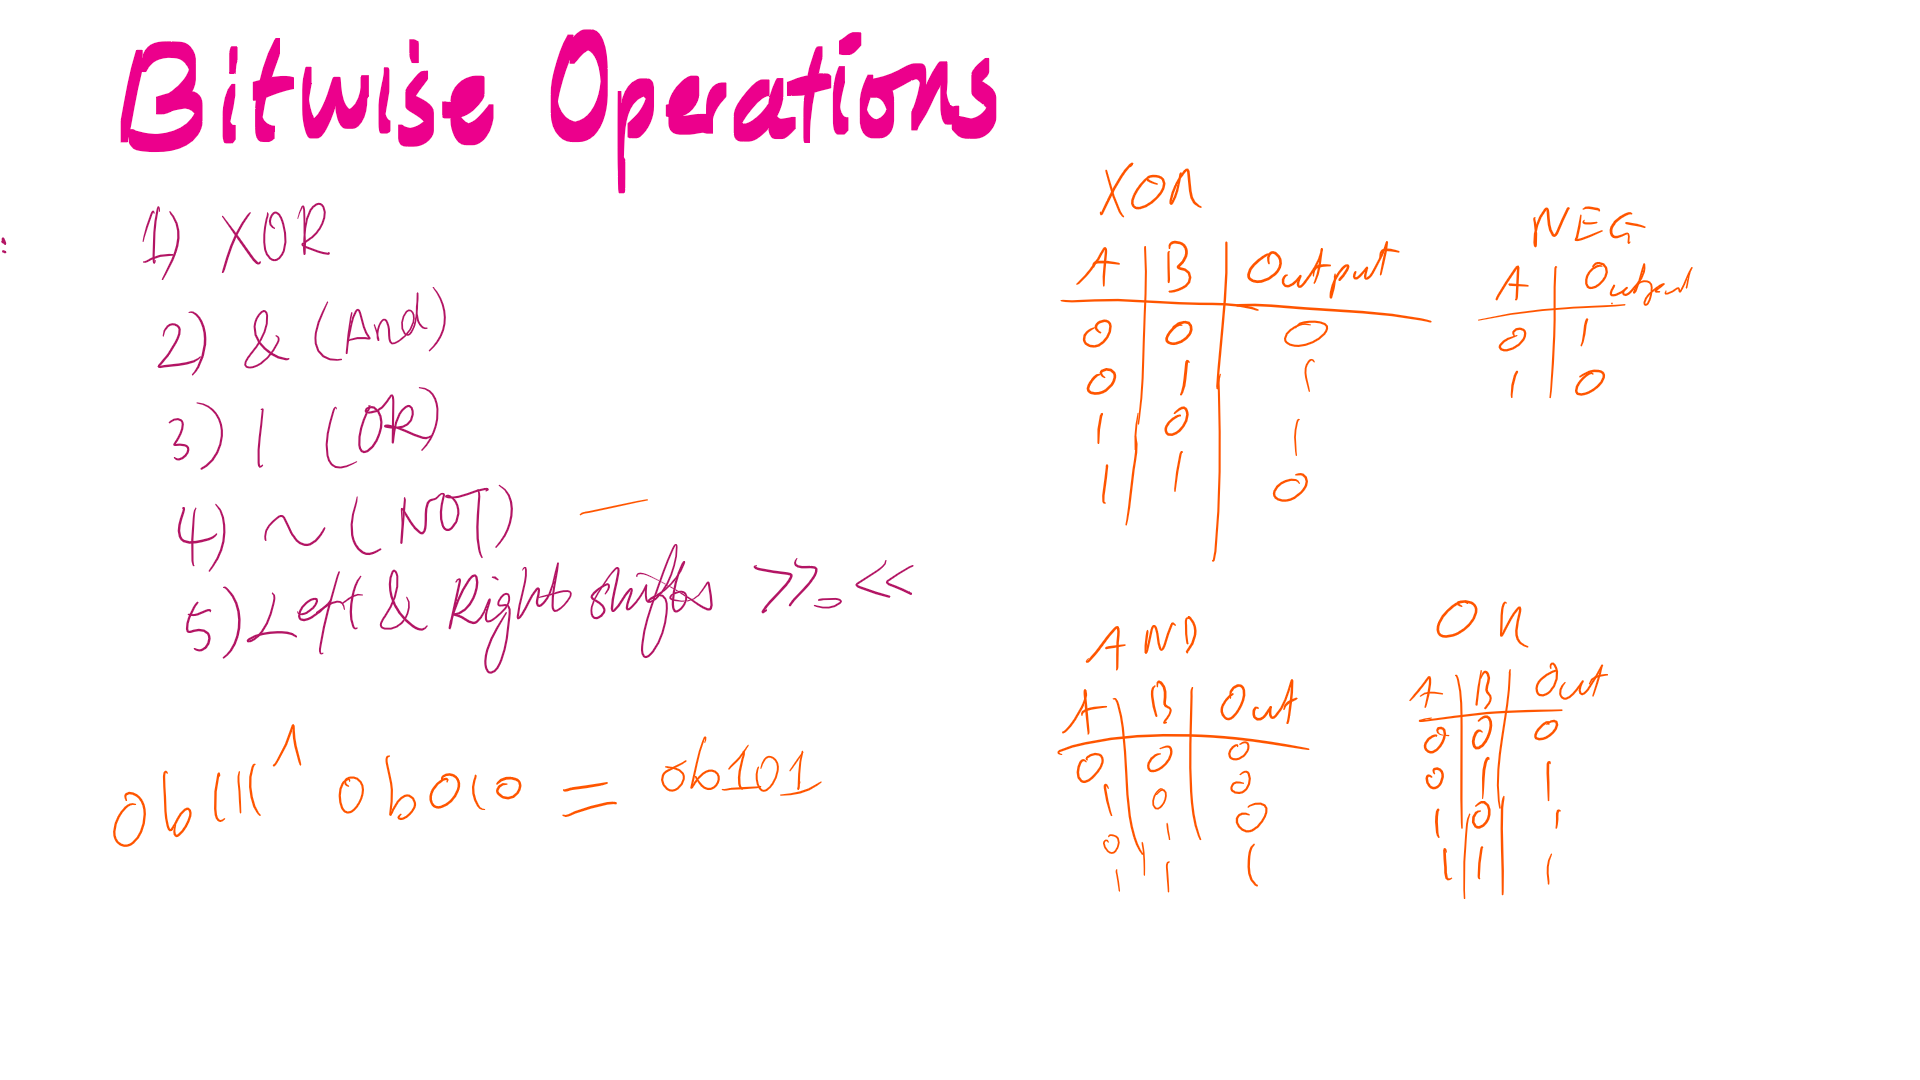 Bitwise Operations
1) XOR
2) & (And)
3) | (OR)
4) ~ (NOT) —
5) Left & Right shifts >> <<
0b111 ^ 0b010 = 0b101
XOR
A | B | Output
0 0 0
0 1 1
1 0 1
1 1 0
NEG
A | Output
0 1
1 0
AND
A | B | Out
0 0 0
1 0 0
0 1 0
1 1 1
OR
A | B | Out
0 0 0
0 1 1
1 0 1
1 1 1